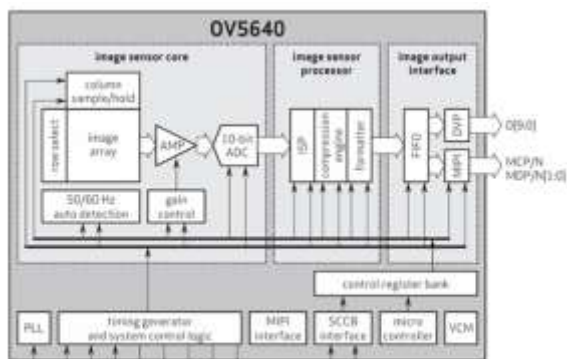 OV5640
image sensor core
image sensor
processor
image output
interface
column
sample/hold
row select
image
array
AMP
10-bit
ADC
50/60 Hz
auto detection
gain
control
ISP
compression
engine
formatter
FIFO
DVP
MIPI
D[9:0]
MCP/N
MDP/N[1:0]
control register bank
PLL
timing generator
and system control logic
MIPI
interface
SCCB
interface
micro
controller
VCM